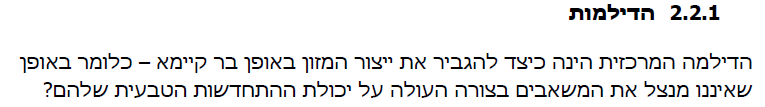 2.2.1 הדילמות
הדילמה המרכזית הינה כיצד להגביר את ייצור המזון באופן בר קיימא – כלומר באופן
שאיננו מנצל את המשאבים בצורה העולה על יכולת ההתחדשות הטבעית שלהם?